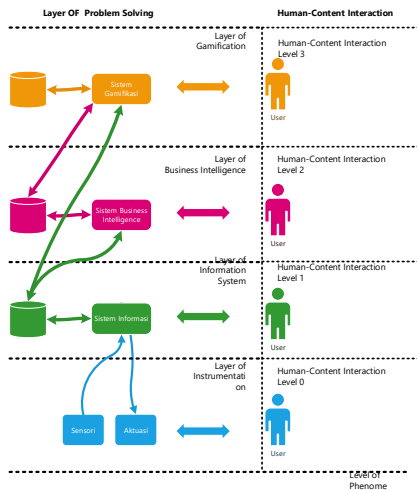 Layer OF Problem Solving
Human-Content Interaction
Layer of
Gamification
Human-Content Interaction
Level 3
Sistem
Gamifikasi
User
Layer of
Business Intelligence
Human-Content Interaction
Level 2
Sistem Business
Intelligence
User
Layer of
Information
System
Human-Content Interaction
Level 1
Sistem Informasi
User
Layer of
Instrumentati
on
Human-Content Interaction
Level 0
Sensori
Aktuasi
User
Level of
Phenome